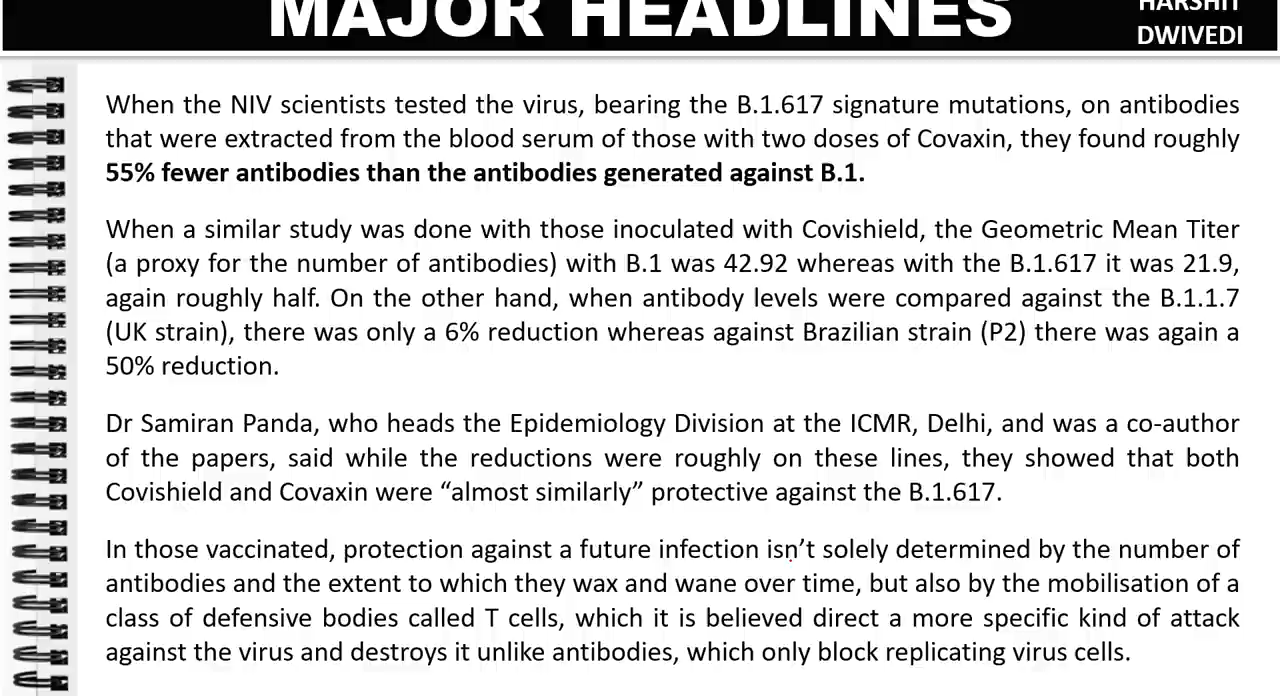 MAJOR HEADLINES
HARSHIT
DWIVEDI
When the NIV scientists tested the virus, bearing the B.1.617 signature mutations, on antibodies
that were extracted from the blood serum of those with two doses of Covaxin, they found roughly
55% fewer antibodies than the antibodies generated against B.1.
When a similar study was done with those inoculated with Covishield, the Geometric Mean Titer
(a proxy for the number of antibodies) with B.1 was 42.92 whereas with the B.1.617 it was 21.9,
again roughly half. On the other hand, when antibody levels were compared against the B.1.1.7
(UK strain), there was only a 6% reduction whereas against Brazilian strain (P2) there was again a
50% reduction.
Dr Samiran Panda, who heads the Epidemiology Division at the ICMR, Delhi, and was a co-author
of the papers, said while the reductions were roughly on these lines, they showed that both
Covishield and Covaxin were “almost similarly” protective against the B.1.617.
In those vaccinated, protection against a future infection isn’t solely determined by the number of
antibodies and the extent to which they wax and wane over time, but also by the mobilisation of a
class of defensive bodies called T cells, which it is believed direct a more specific kind of attack
against the virus and destroys it unlike antibodies, which only block replicating virus cells.